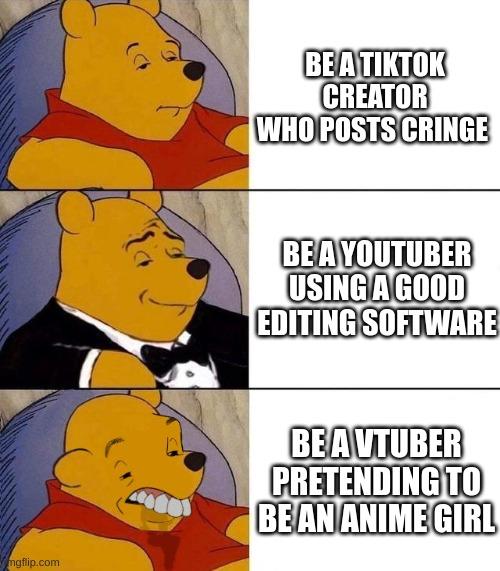 BE A TIKTOK
CREATOR
WHO POSTS CRINGE
BE A YOUTUBER
USING A GOOD
EDITING SOFTWARE
BE A VTUBER
PRETENDING TO
BE AN ANIME GIRL
imgflip.com